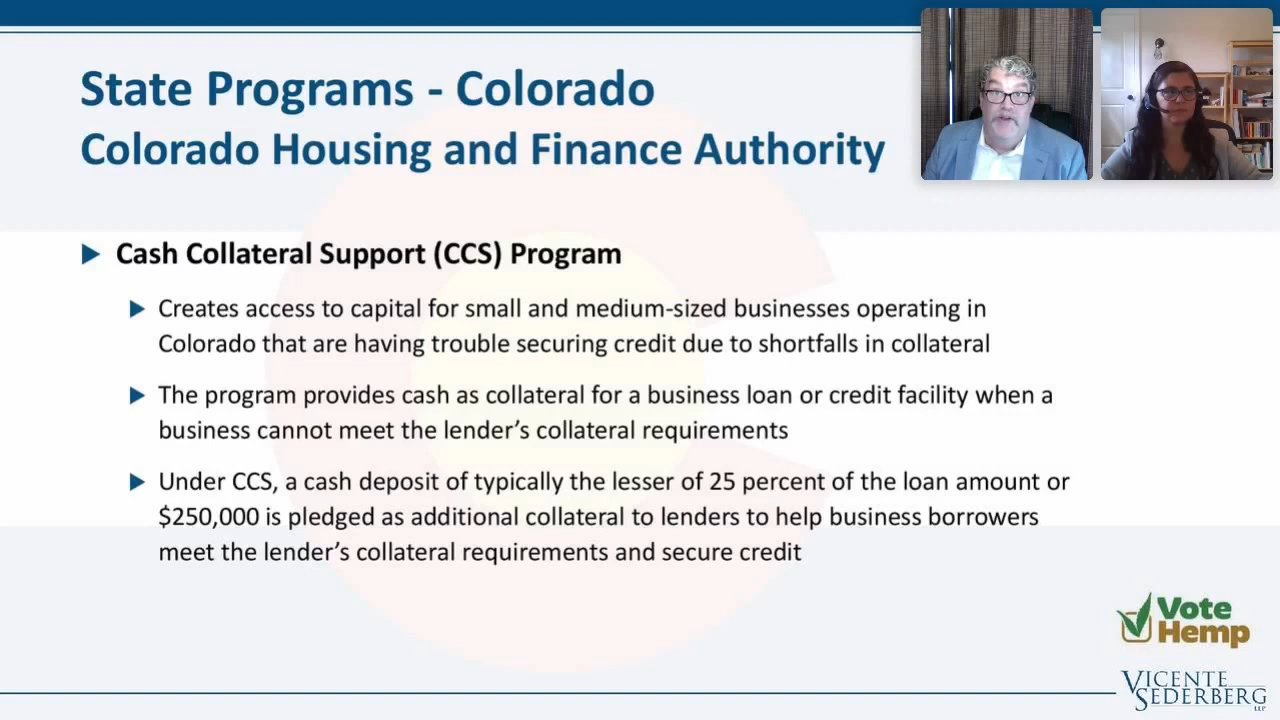 State Programs - Colorado
Colorado Housing and Finance Authority
Cash Collateral Support (CCS) Program
Creates access to capital for small and medium-sized businesses operating in
Colorado that are having trouble securing credit due to shortfalls in collateral
The program provides cash as collateral for a business loan or credit facility when a
business cannot meet the lender’s collateral requirements
Under CCS, a cash deposit of typically the lesser of 25 percent of the loan amount or
$250,000 is pledged as additional collateral to lenders to help business borrowers
meet the lender’s collateral requirements and secure credit
Vote
Hemp
VICENTE
SEDERBERG
LLP